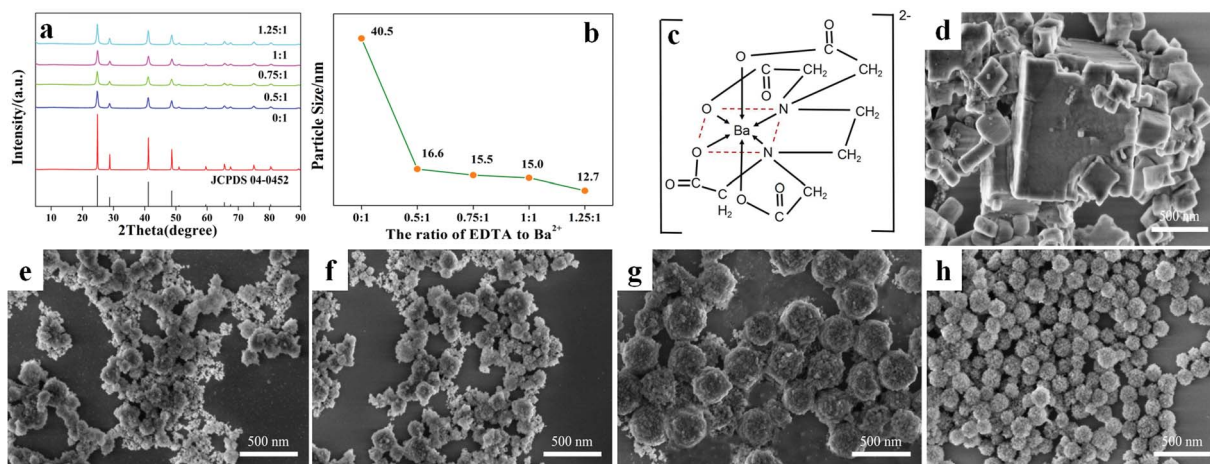 a
1.25:1
1:1
0.75:1
0.5:1
0:1
JCPDS 04-0452
Intensity/(a.u.)
10 20 30 40 50 60 70 80 90
2Theta(degree)
b
40.5
16.6
15.5
15.0
12.7
Particle Size/nm
0:1 0.5:1 0.75:1 1:1 1.25:1
The ratio of EDTA to Ba²⁺
c
2-
O
O
C
O
C
CH₂
O
CH₂
O
N
Ba
CH₂
O
N
CH₂
O
C
C
H₂
O
CH₂
O
C
d
500 nm
e
500 nm
f
500 nm
g
500 nm
h
500 nm